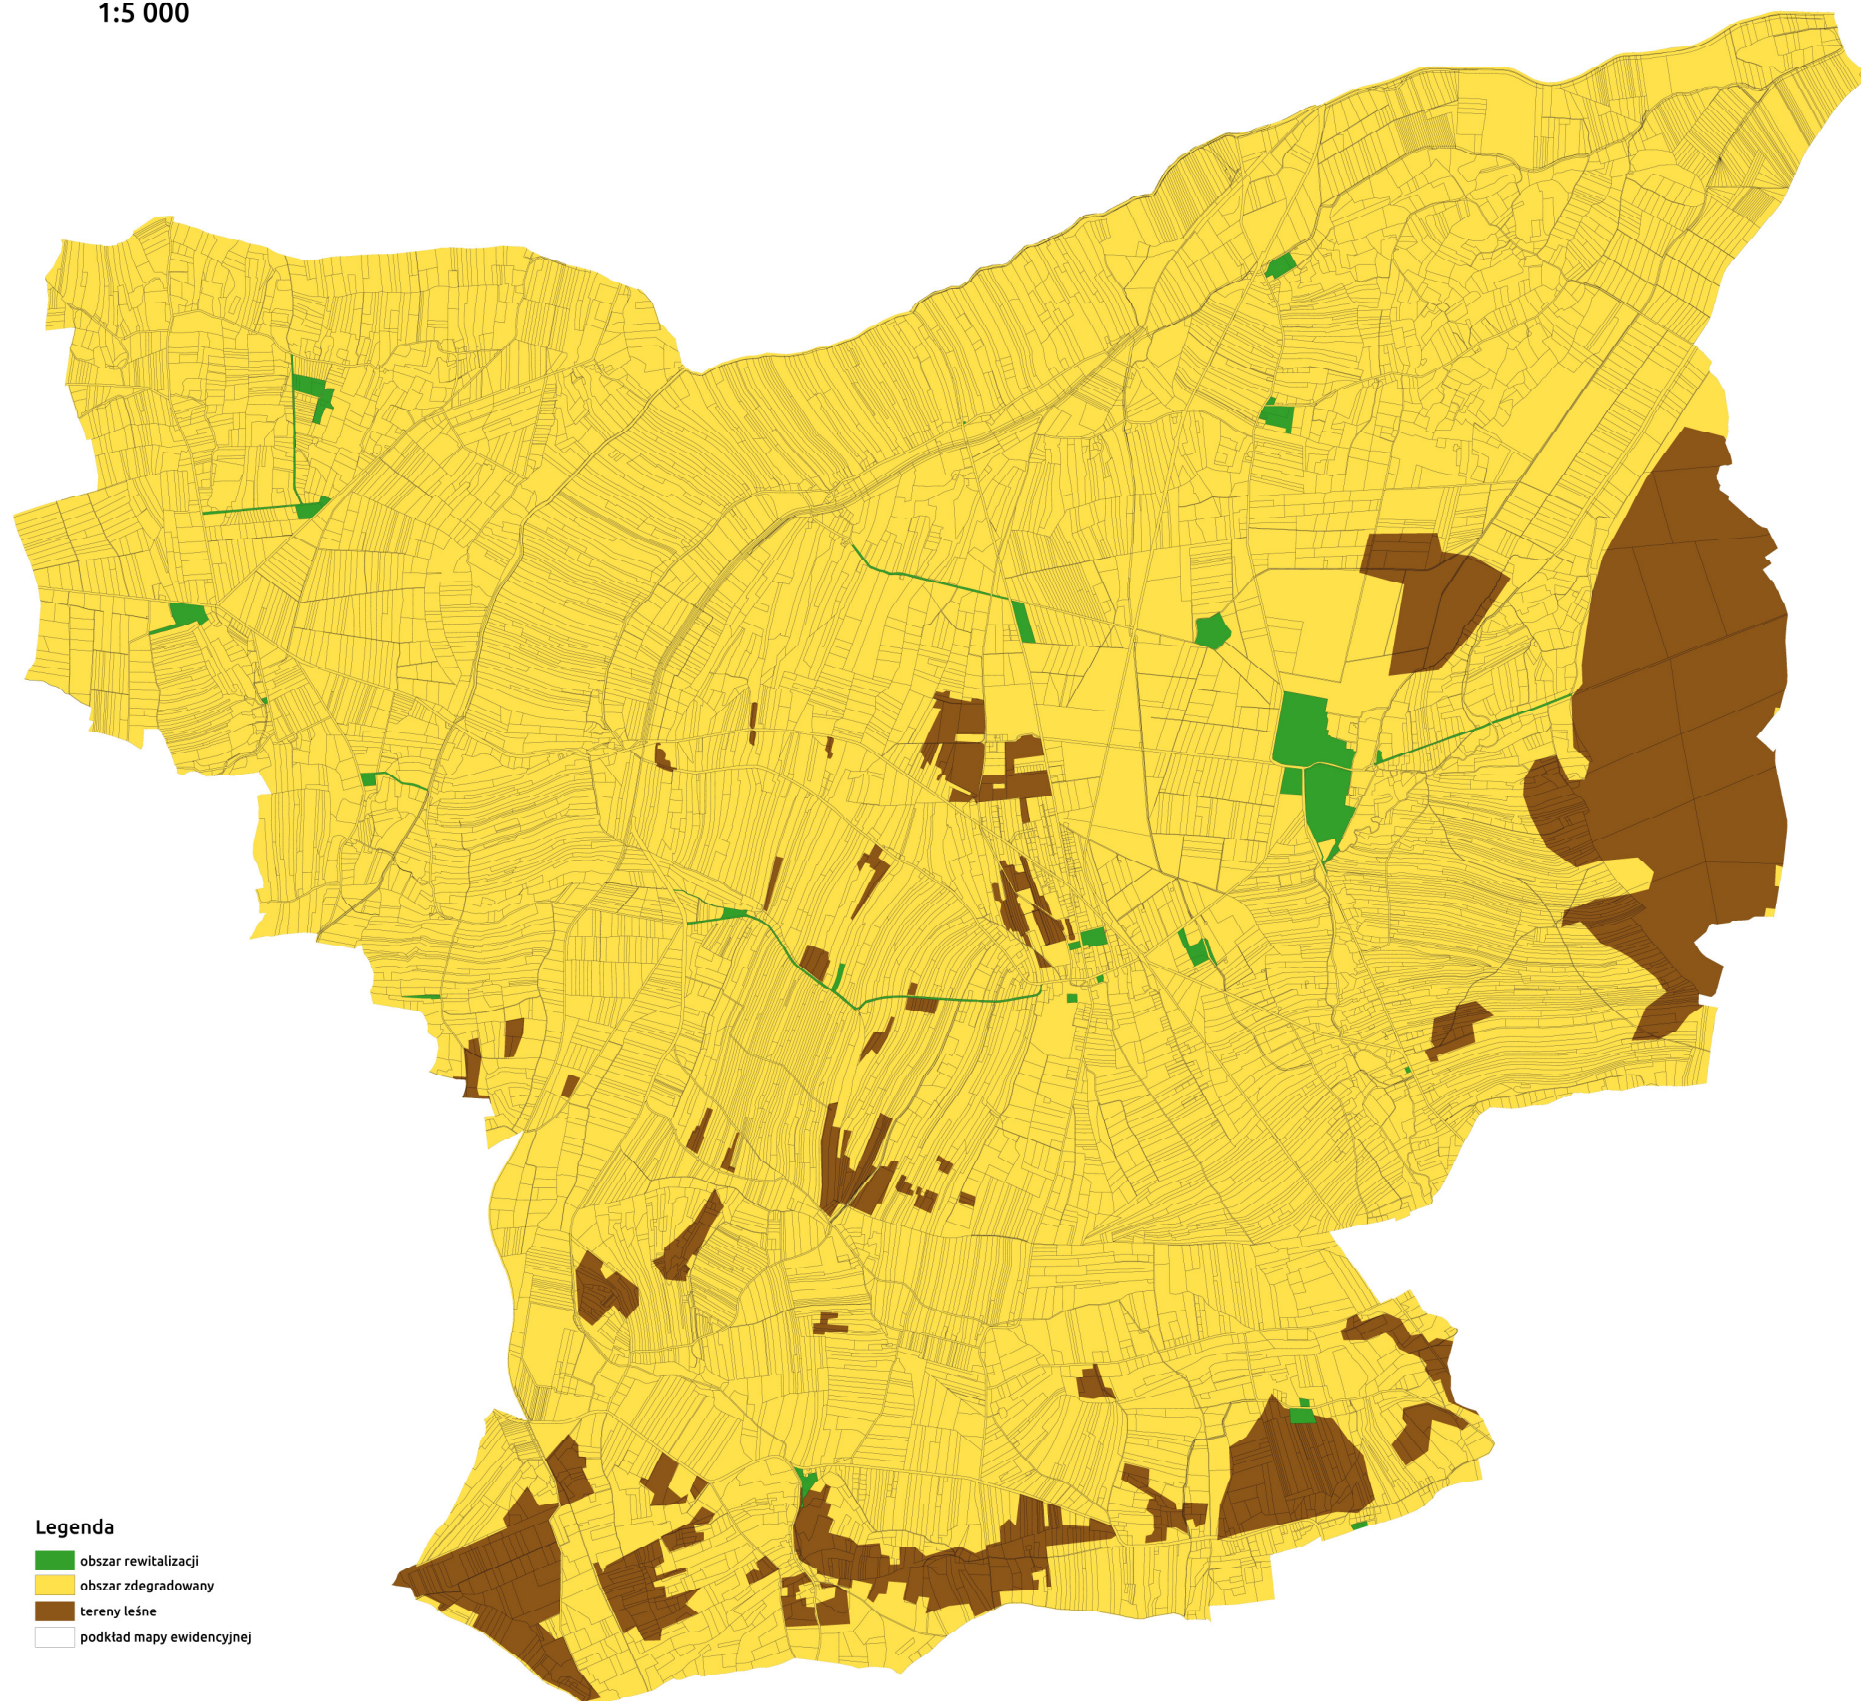 1:5 000
Legenda
obszar rewitalizacji
obszar zdegradowany
tereny leśne
podkład mapy ewidencyjnej